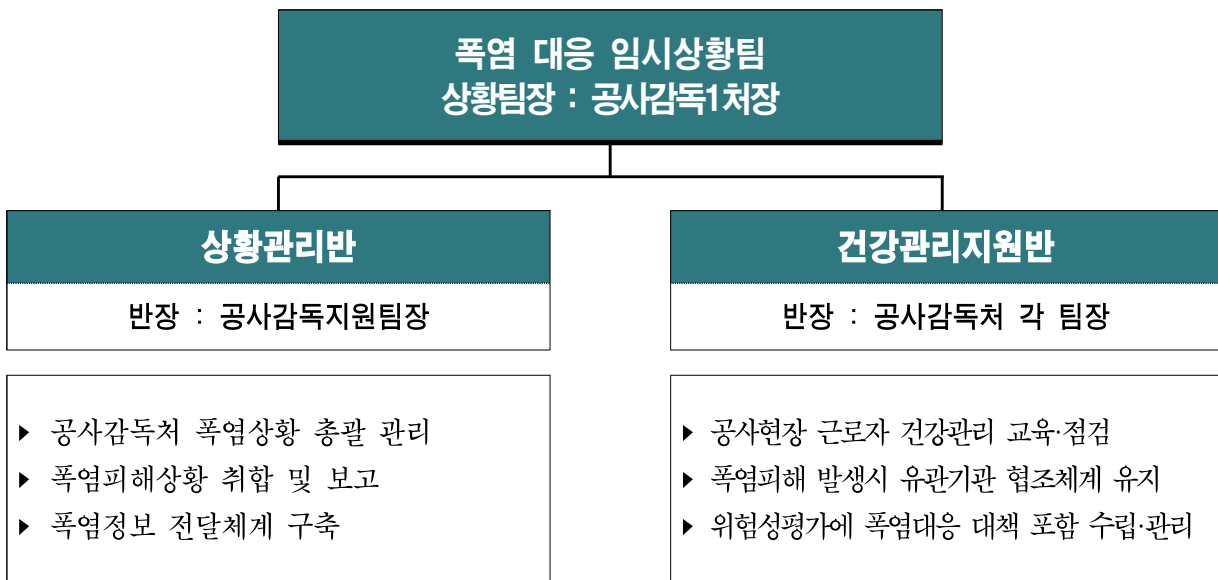 폭염 대응 임시상황팀
상황팀장 : 공사감독1처장
상황관리반
반장 : 공사감독지원팀장
▶ 공사감독처 폭염상황 총괄 관리
▶ 폭염피해상황 취합 및 보고
▶ 폭염정보 전달체계 구축
건강관리지원반
반장 : 공사감독처 각 팀장
▶ 공사현장 근로자 건강관리 교육·점검
▶ 폭염피해 발생시 유관기관 협조체계 유지
▶ 위험성평가에 폭염대응 대책 포함 수립·관리